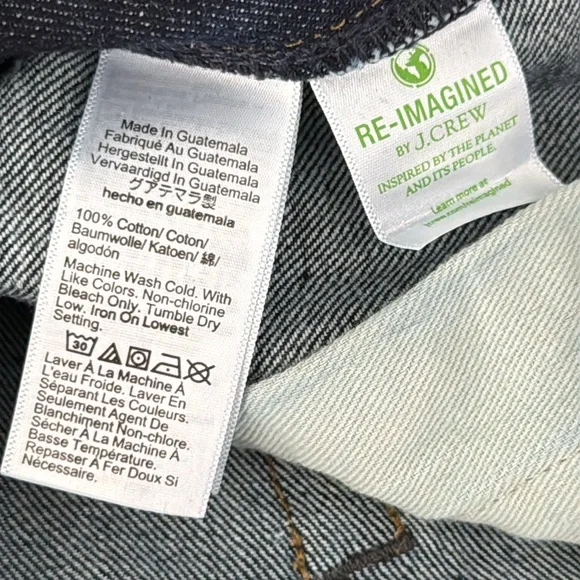 Made In Guatemala
Fabriqué Au Guatemala
Hergestellt In Guatemala
Vervaardigd In Guatemala
グアテマラ製
hecho en guatemala
100% Cotton/ Coton/
Baumwolle/ Katoen/ 綿/
algodón
Machine Wash Cold. With
Like Colors. Non-chlorine
Bleach Only. Tumble Dry
Low. Iron On Lowest
Setting.
30
Laver À La Machine À
L'eau Froide. Laver En
Séparant Les Couleurs.
Seulement Agent De
Blanchiment Non-chlore.
Sécher À La Machine À
Basse Température.
Repasser À Fer Doux Si
Nécessaire.
RE-IMAGINED
BY J.CREW
INSPIRED BY THE PLANET
AND ITS PEOPLE.
Learn more at